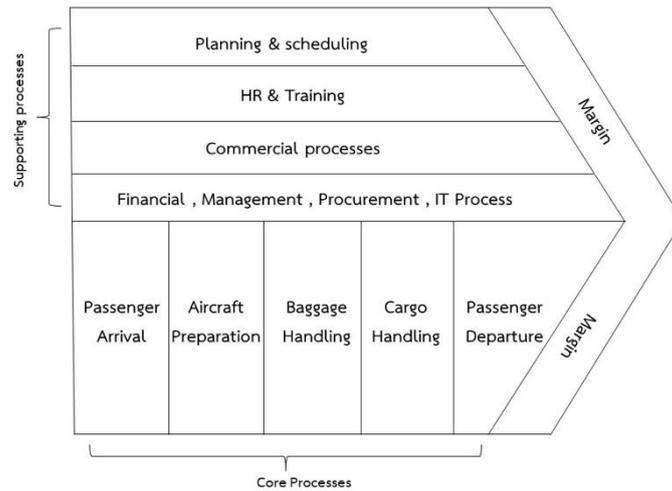 Supporting processes
Planning & scheduling
HR & Training
Commercial processes
Financial , Management , Procurement , IT Process
Margin
Passenger
Arrival
Aircraft
Preparation
Baggage
Handling
Cargo
Handling
Passenger
Departure
Margin
Core Processes